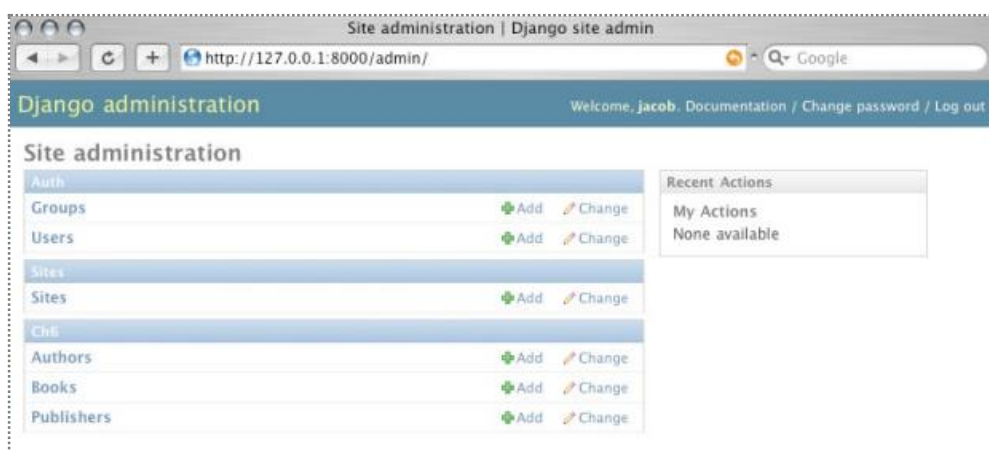 Site administration | Django site admin
http://127.0.0.1:8000/admin/
Google
Django administration
Welcome, jacob. Documentation / Change password / Log out
Site administration
Auth
Groups Add Change
Users Add Change
Sites
Sites Add Change
Ch6
Authors Add Change
Books Add Change
Publishers Add Change
Recent Actions
My Actions
None available